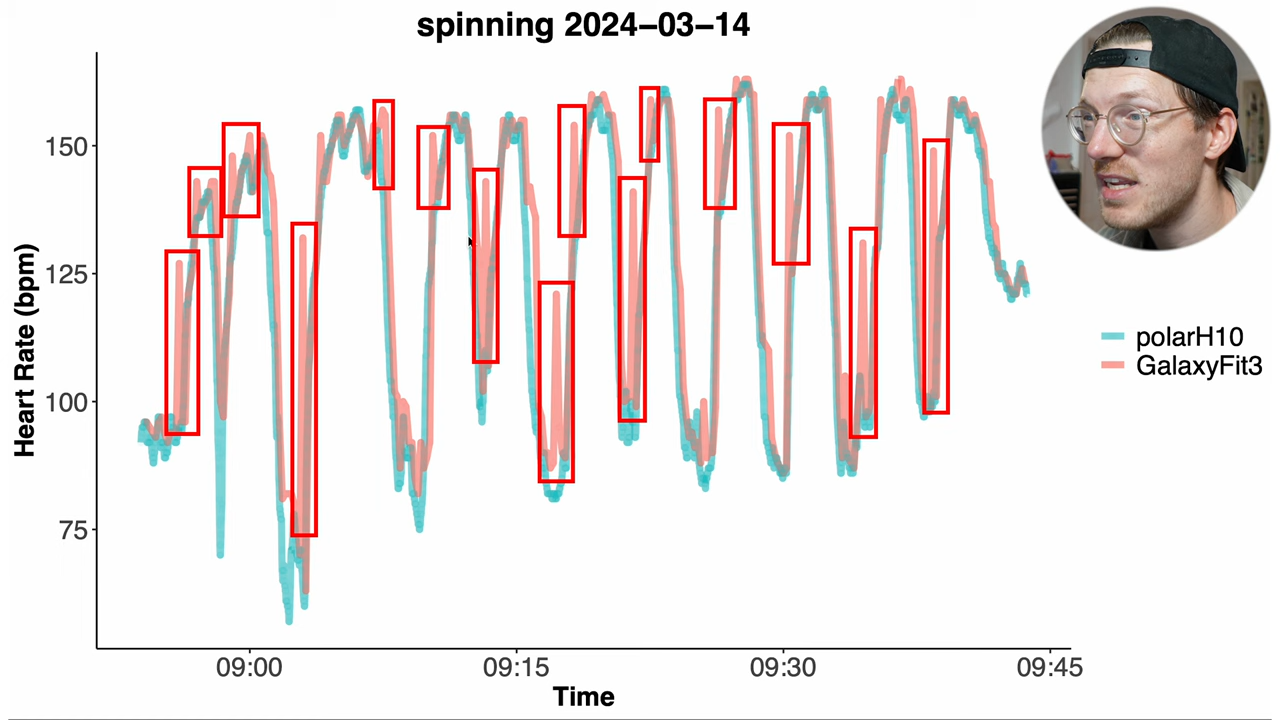 spinning 2024−03−14
Heart Rate (bpm)
150
125
100
75
09:00
09:15
09:30
09:45
Time
polarH10
GalaxyFit3